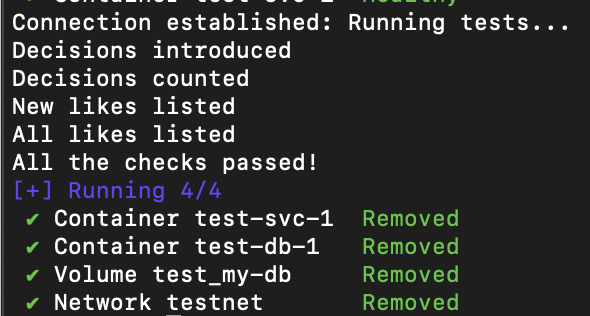 ✔ Container test-svc-1  Healthy
Connection established: Running tests...
Decisions introduced
Decisions counted
New likes listed
All likes listed
All the checks passed!
[+] Running 4/4
✔ Container test-svc-1  Removed
✔ Container test-db-1  Removed
✔ Volume test_my-db  Removed
✔ Network testnet  Removed